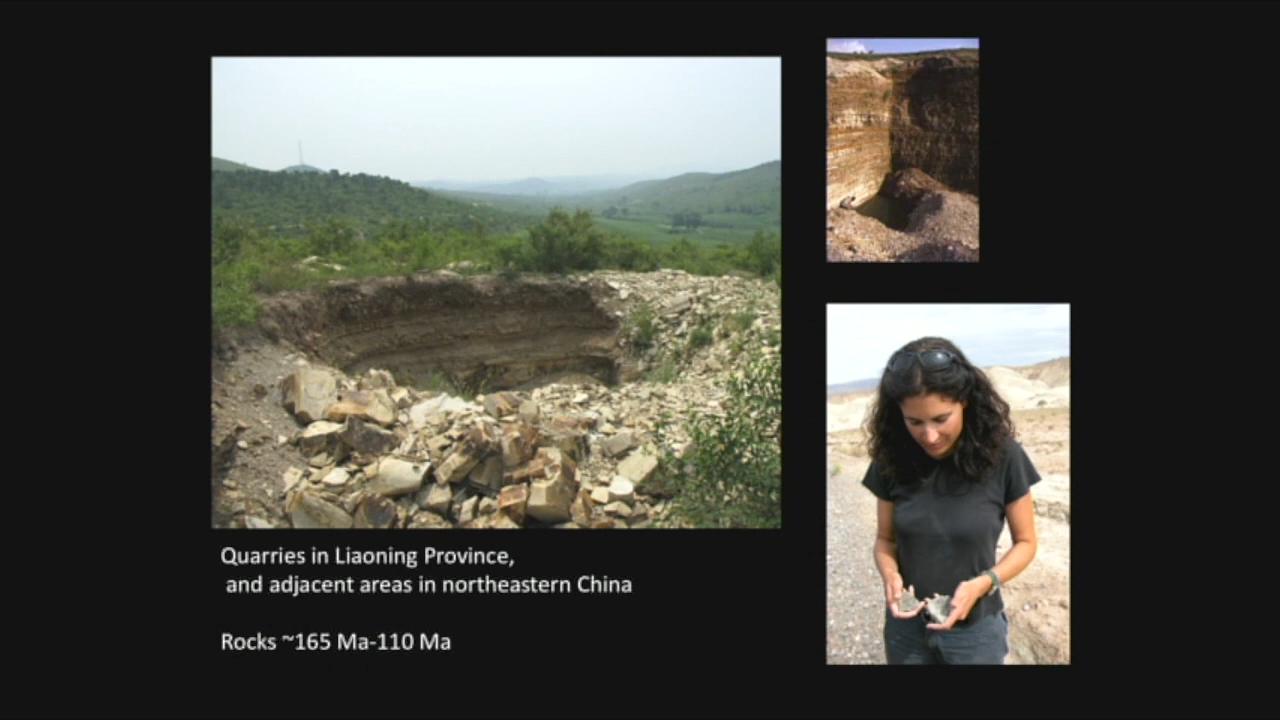 Quarries in Liaoning Province,
and adjacent areas in northeastern China
Rocks ~165 Ma-110 Ma